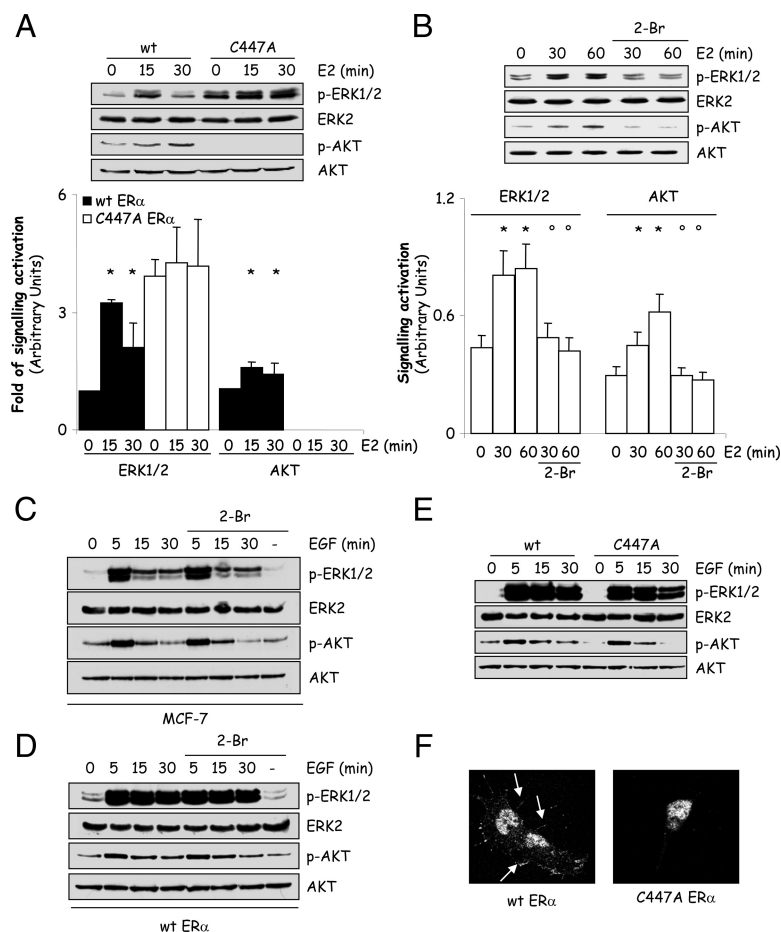 A
wt C447A
0 15 30 0 15 30 E2 (min)
p-ERK1/2
ERK2
p-AKT
AKT
6
3
0
Fold of signalling activation
(Arbitrary Units)
wt ERα
C447A ERα
* * * *
0 15 30 0 15 30 0 15 30 0 15 30 E2 (min)
ERK1/2 AKT
B
2-Br
0 30 60 30 60 E2 (min)
p-ERK1/2
ERK2
p-AKT
AKT
1.2
0.6
0
Signalling activation
(Arbitrary Units)
ERK1/2 AKT
* * ° ° * * ° °
0 30 60 30 60 0 30 60 30 60 E2 (min)
2-Br 2-Br
C
2-Br
0 5 15 30 5 15 30 - EGF (min)
p-ERK1/2
ERK2
p-AKT
AKT
MCF-7
D
2-Br
0 5 15 30 5 15 30 - EGF (min)
p-ERK1/2
ERK2
p-AKT
AKT
wt ERα
E
wt C447A
0 5 15 30 0 5 15 30 EGF (min)
p-ERK1/2
ERK2
p-AKT
AKT
F
wt ERα C447A ERα